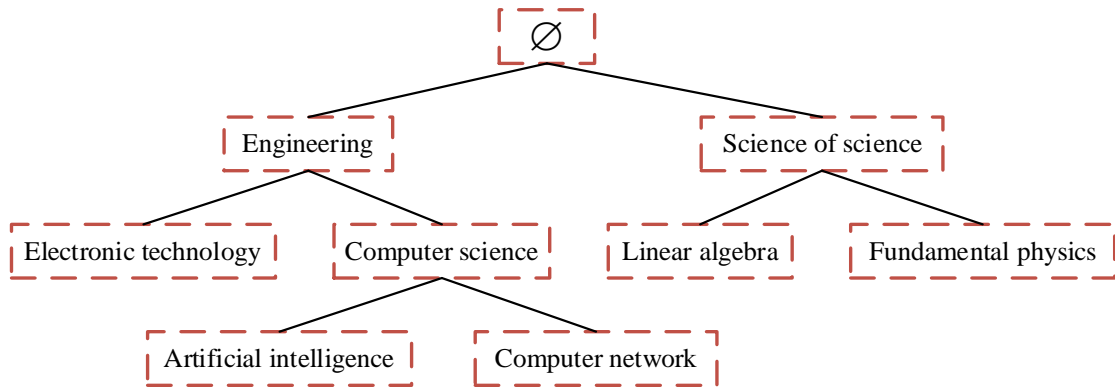 ∅
Engineering
Science of science
Electronic technology
Computer science
Linear algebra
Fundamental physics
Artificial intelligence
Computer network